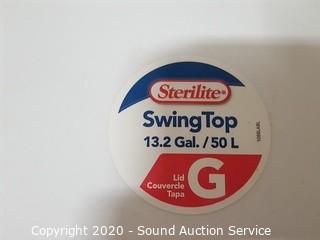 Sterilite®
SwingTop
13.2 Gal. / 50 L
Lid
Couvercle
Tapa
G
Copyright 2020 - Sound Auction Service